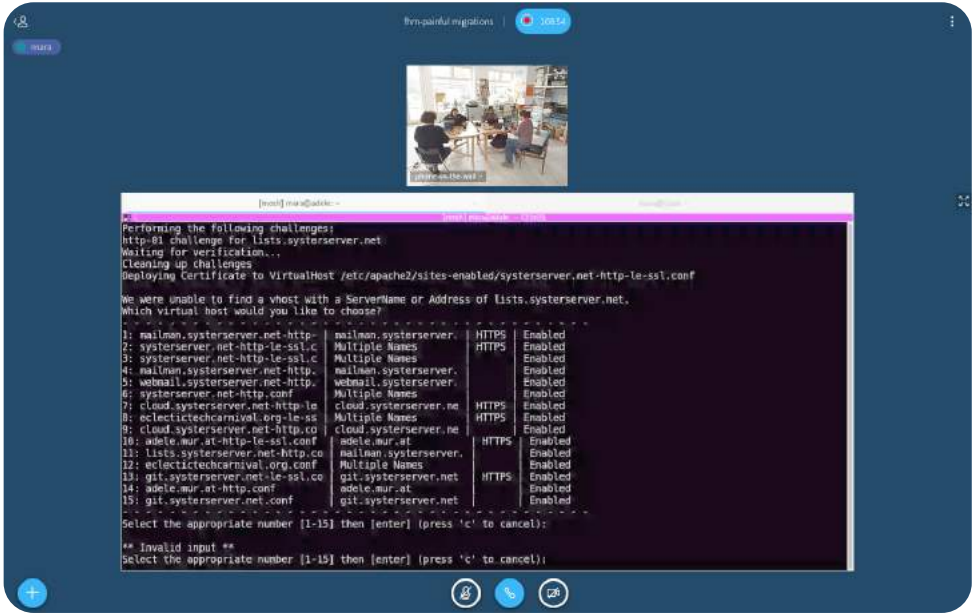 fhm-painful migrations
mara
phone-on-the-wall
[mosh] mara@adele: ~
Performing the following challenges:
http-01 challenge for lists.systerserver.net
Waiting for verification...
Cleaning up challenges
Deploying Certificate to VirtualHost /etc/apache2/sites-enabled/systerserver.net-http-le-ssl.conf
We were unable to find a vhost with a ServerName or Address of lists.systerserver.net.
Which virtual host would you like to choose?
- - - - - - - - - - - - - - - - - - - - - - - - - - - - - - - - - - - - - - - -
1: mailman.systerserver.net-http- | mailman.systerserver. | HTTPS | Enabled
2: systerserver.net-http-le-ssl.c | Multiple Names | HTTPS | Enabled
3: systerserver.net-http-le-ssl.c | Multiple Names | | Enabled
4: mailman.systerserver.net-http. | mailman.systerserver. | | Enabled
5: webmail.systerserver.net-http. | webmail.systerserver. | | Enabled
6: systerserver.net-http.conf | Multiple Names | | Enabled
7: cloud.systerserver.net-http-le | cloud.systerserver.ne | HTTPS | Enabled
8: eclectictechcarnival.org-le-ss | Multiple Names | HTTPS | Enabled
9: cloud.systerserver.net-http.co | cloud.systerserver.ne | | Enabled
10: adele.mur.at-http-le-ssl.conf | adele.mur.at | HTTPS | Enabled
11: lists.systerserver.net-http.co | mailman.systerserver. | | Enabled
12: eclectictechcarnival.org.conf | Multiple Names | | Enabled
13: git.systerserver.net-le-ssl.co | git.systerserver.net | HTTPS | Enabled
14: adele.mur.at-http.conf | adele.mur.at | | Enabled
15: git.systerserver.net.conf | git.systerserver.net | | Enabled
- - - - - - - - - - - - - - - - - - - - - - - - - - - - - - - - - - - - - - - -
Select the appropriate number [1-15] then [enter] (press 'c' to cancel):
** Invalid input **
Select the appropriate number [1-15] then [enter] (press 'c' to cancel):